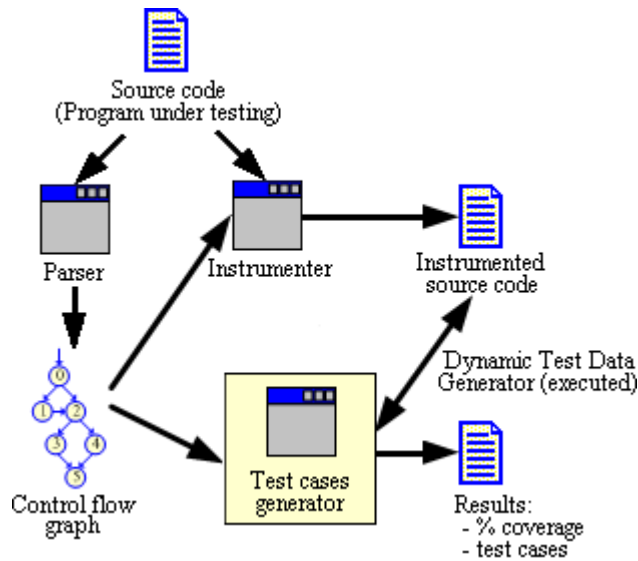 Source code
(Program under testing)
Parser
Instrumenter
Instrumented
source code
Dynamic Test Data
Generator (executed)
0
1
2
3
4
5
Control flow
graph
Test cases
generator
Results:
- % coverage
- test cases